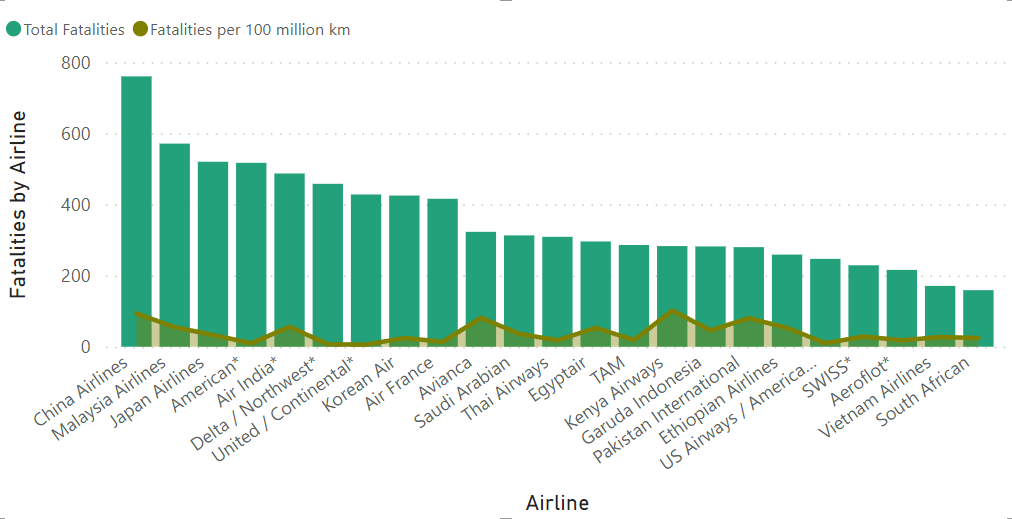 Total Fatalities Fatalities per 100 million km
800
600
400
200
0
Fatalities by Airline
China Airlines
Malaysia Airlines
Japan Airlines
American*
Air India*
Delta / Northwest*
United / Continental*
Korean Air
Air France
Avianca
Saudi Arabian
Thai Airways
Egyptair
TAM
Kenya Airways
Garuda Indonesia
Pakistan International
Ethiopian Airlines
US Airways / America...
SWISS*
Aeroflot*
Vietnam Airlines
South African
Airline